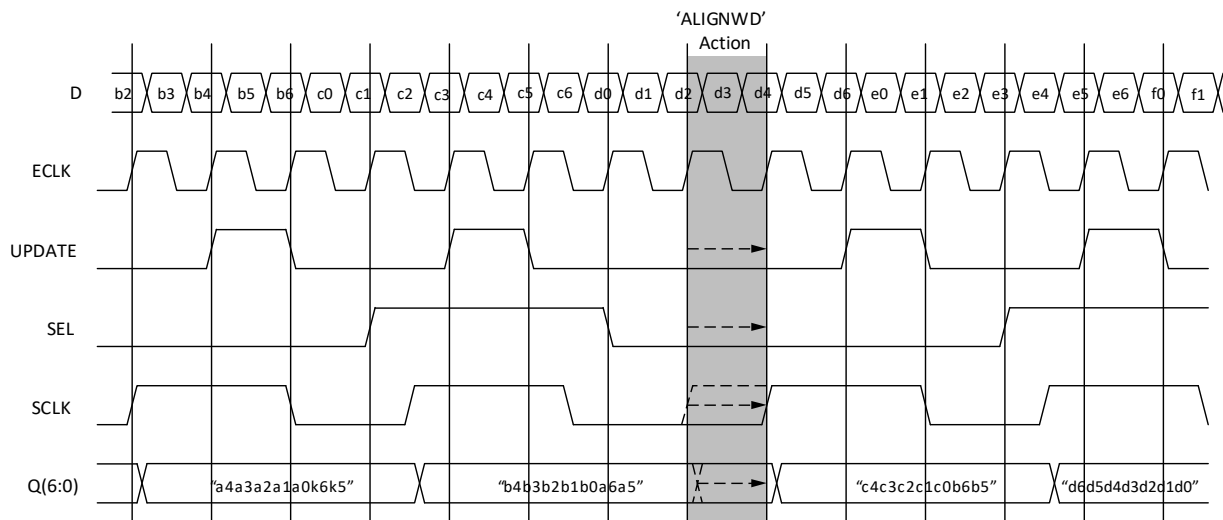 ‘ALIGNWD’
Action
D
b2 b3 b4 b5 b6 c0 c1 c2 c3 c4 c5 c6 d0 d1 d2 d3 d4 d5 d6 e0 e1 e2 e3 e4 e5 e6 f0 f1
ECLK
UPDATE
SEL
SCLK
Q(6:0)
“a4a3a2a1a0k6k5” “b4b3b2b1b0a6a5” “c4c3c2c1c0b6b5” “d6d5d4d3d2d1d0”